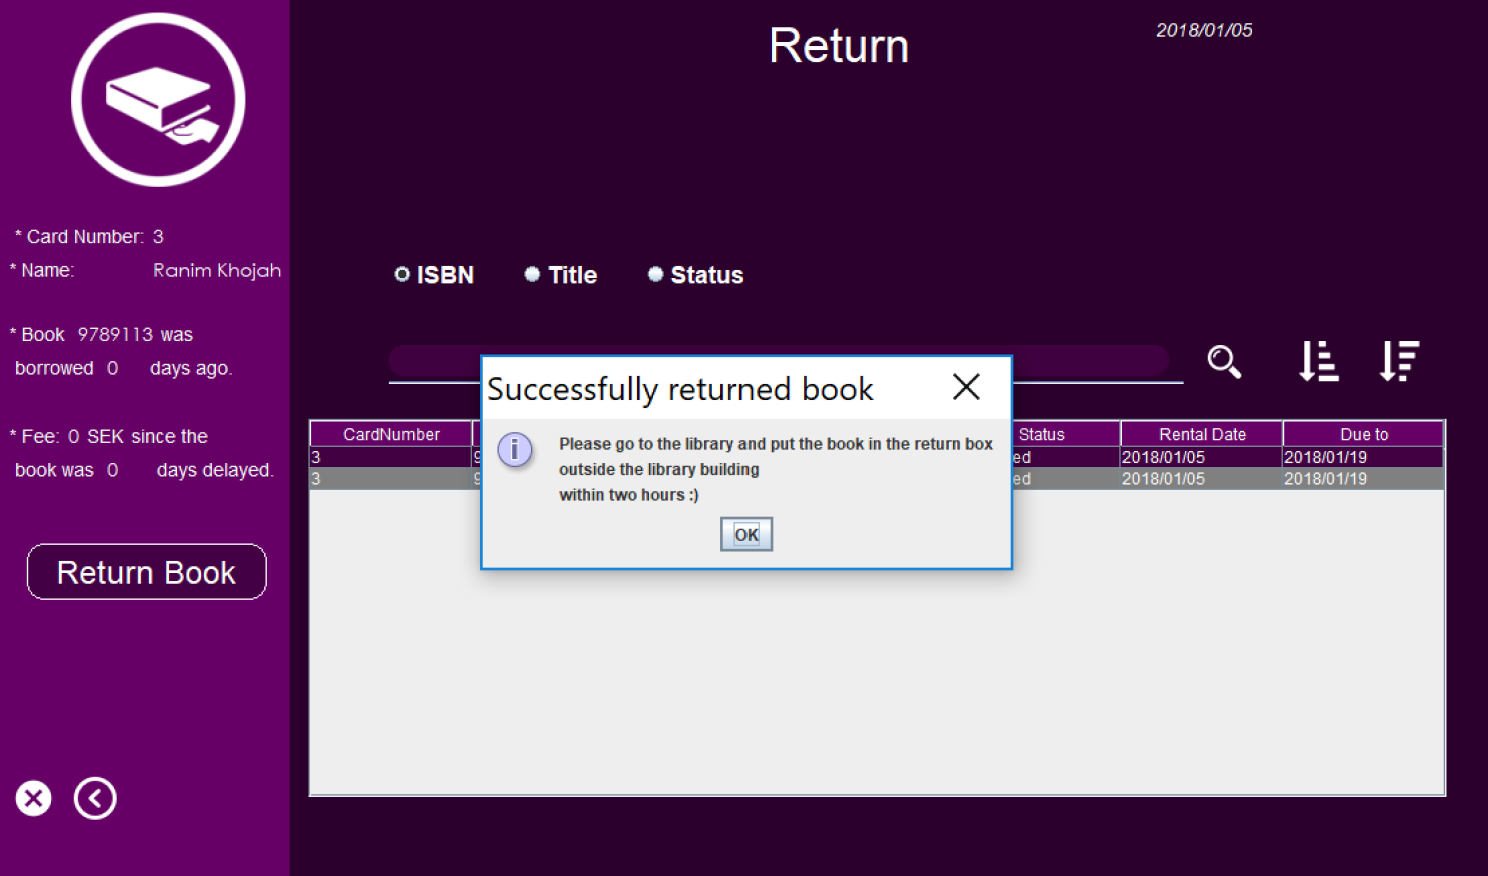 Return
2018/01/05
* Card Number: 3
* Name: Ranim Khojah
* Book 9789113 was
borrowed 0 days ago.
* Fee: 0 SEK since the
book was 0 days delayed.
Return Book
ISBN Title Status
Successfully returned book
Please go to the library and put the book in the return box
outside the library building
within two hours :)
OK
CardNumber Status Rental Date Due to
3 2018/01/05 2018/01/19
3 2018/01/05 2018/01/19